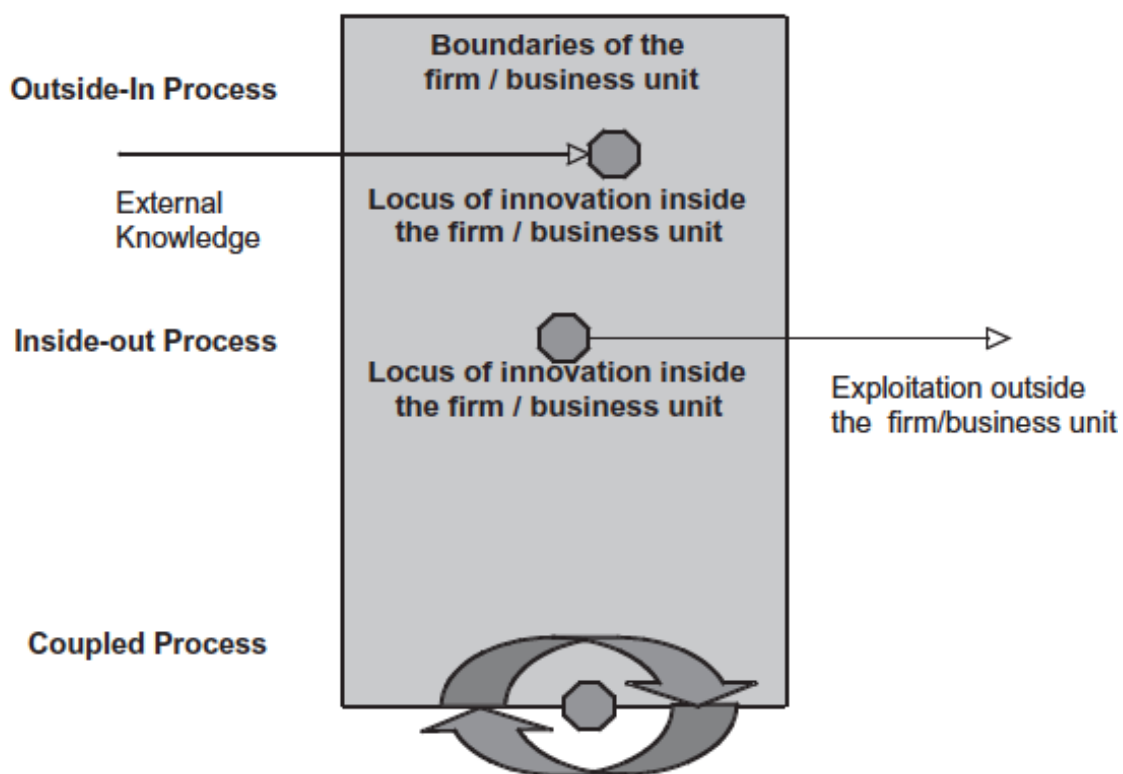 Boundaries of the
firm / business unit
Outside-In Process
External
Knowledge
Locus of innovation inside
the firm / business unit
Inside-out Process
Locus of innovation inside
the firm / business unit
Exploitation outside
the firm/business unit
Coupled Process